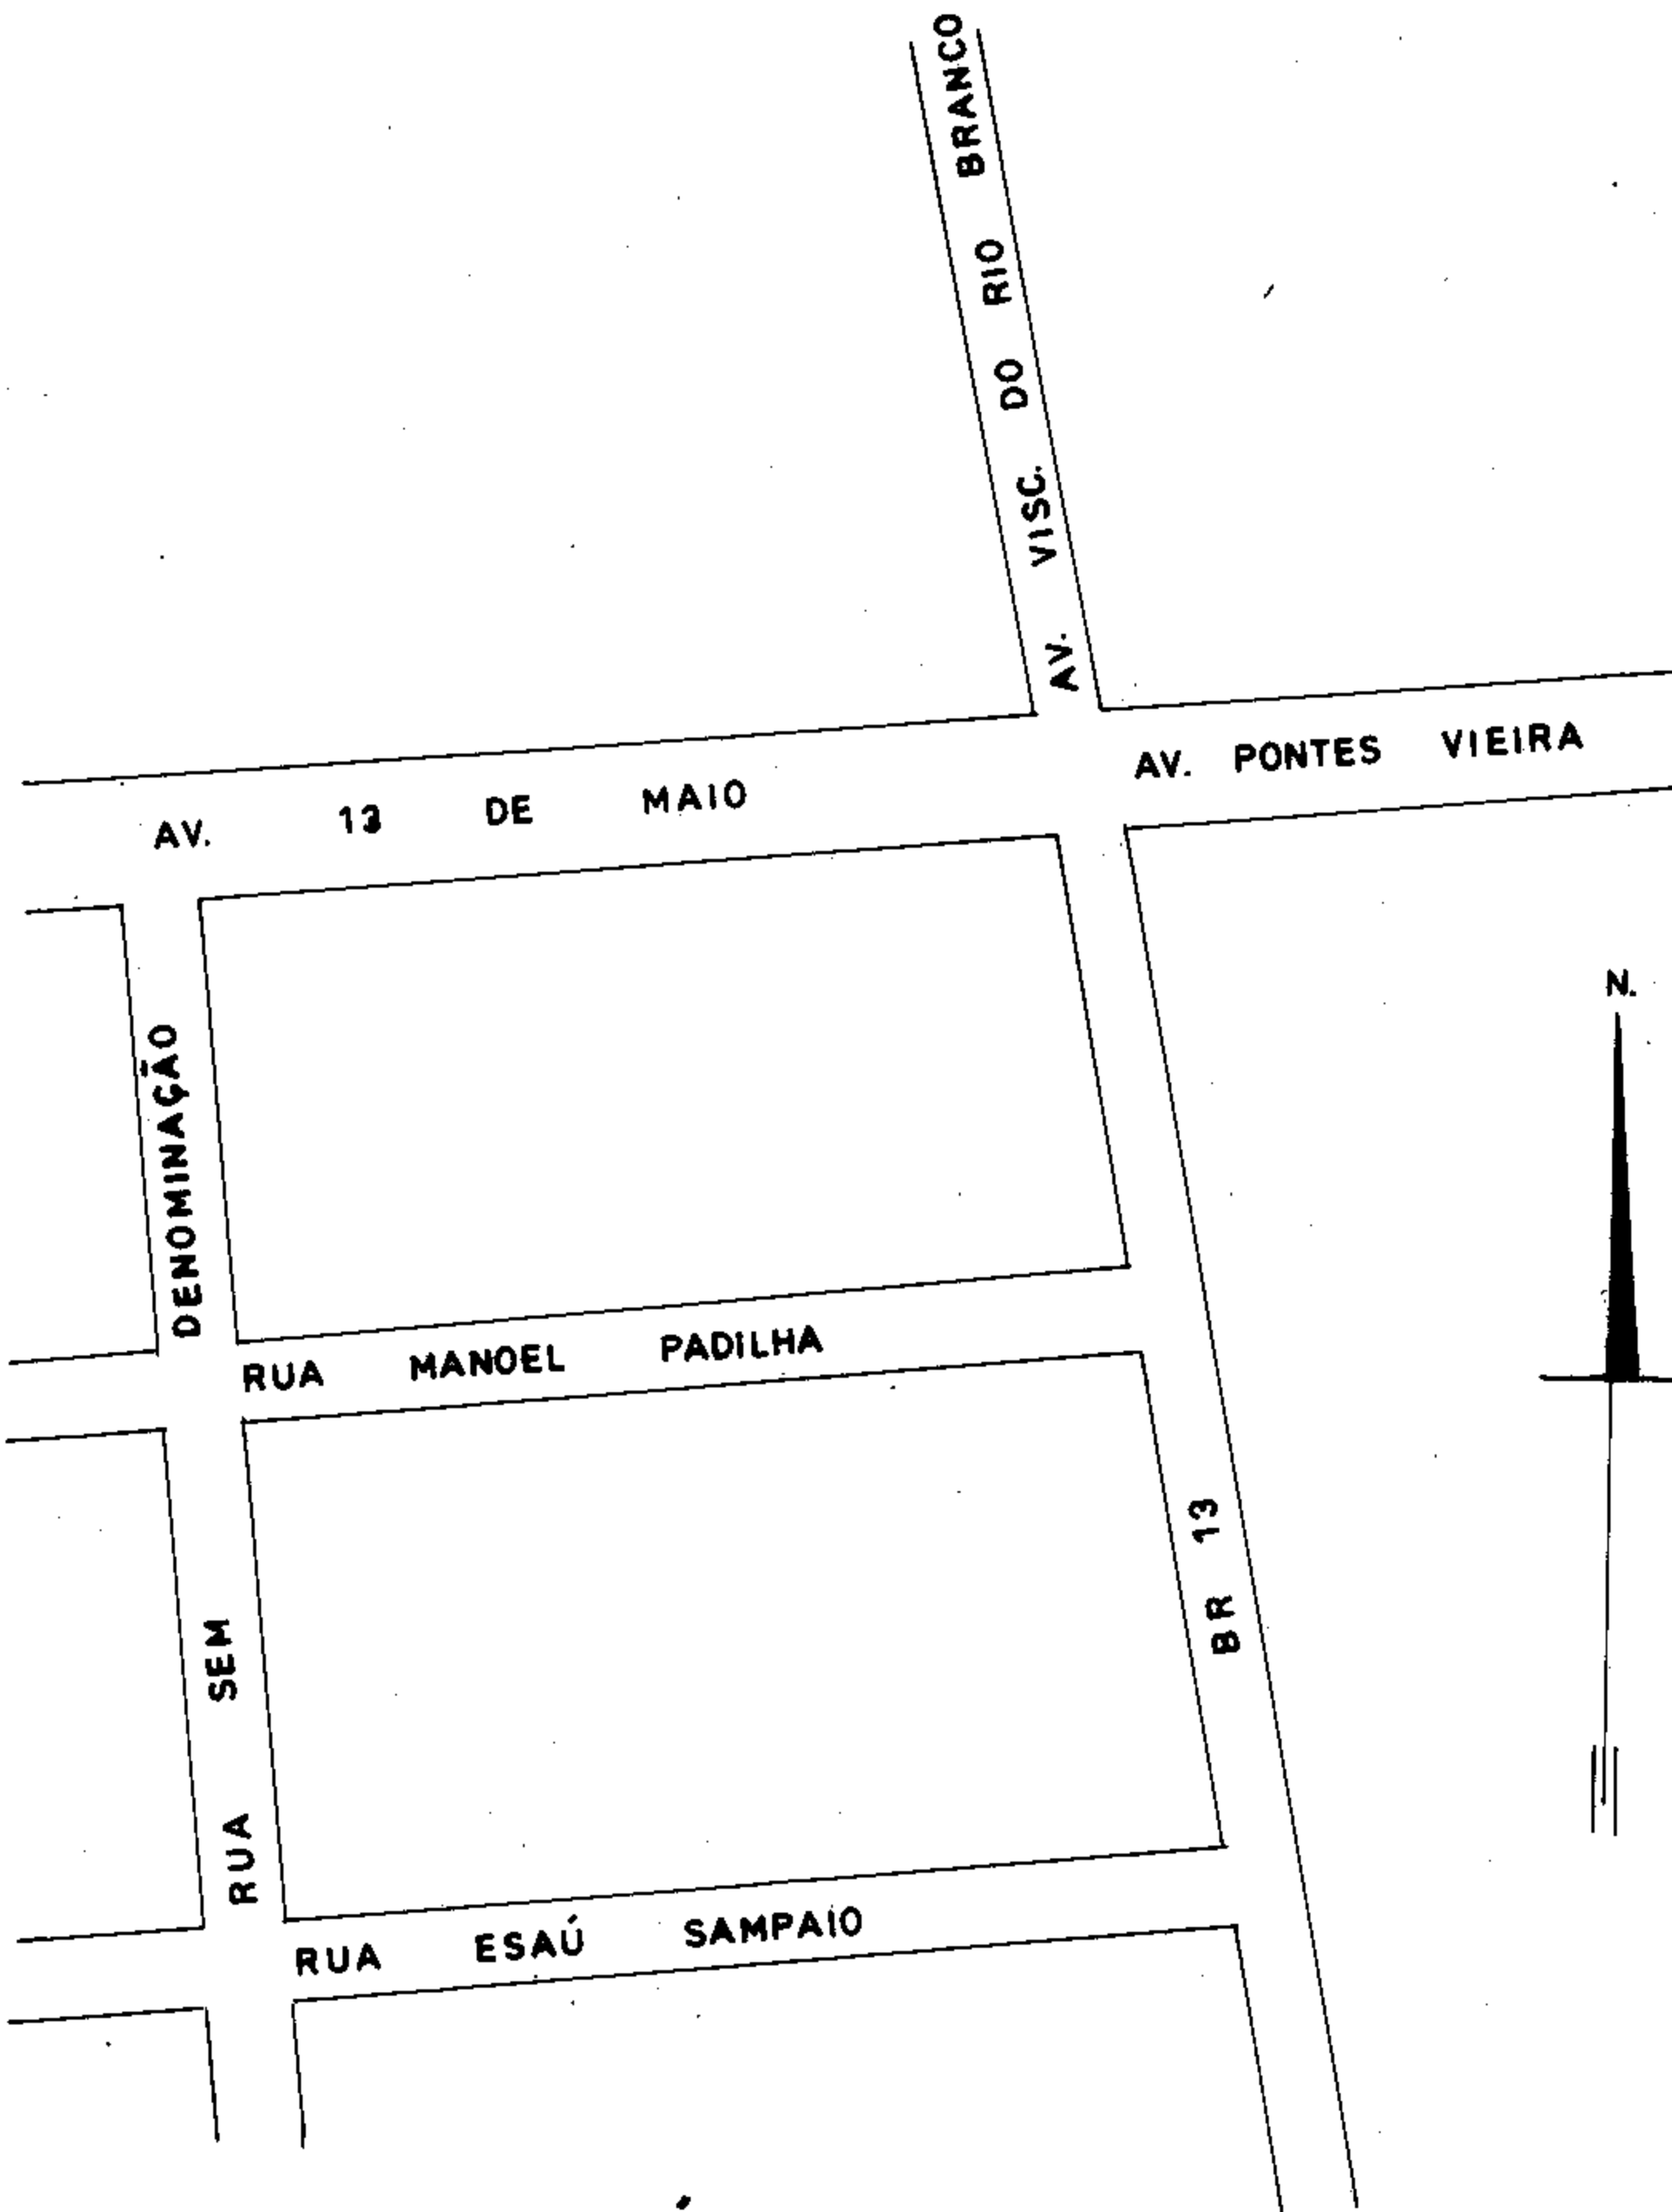 AV. VISC. DO RIO BRANCO
AV. PONTES VIEIRA
AV. 13 DE MAIO
N.
RUA SEM DENOMINAÇÃO
RUA MANOEL PADILHA
BR 13
RUA ESAÚ SAMPAIO